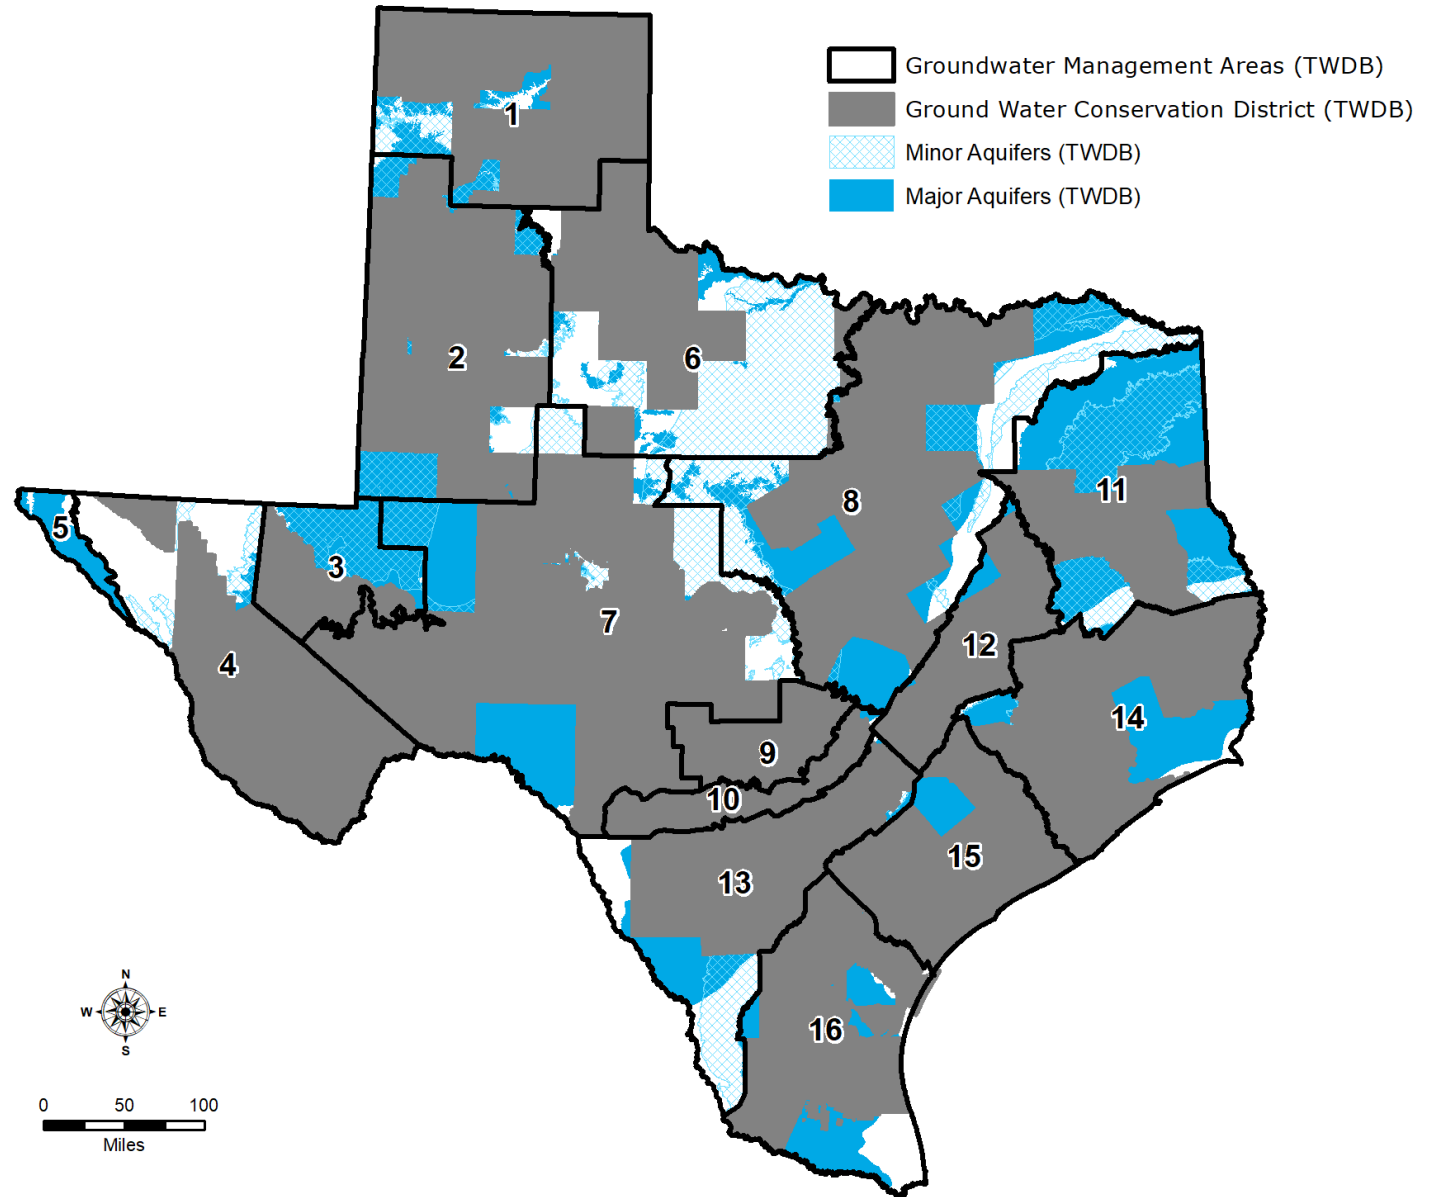 Groundwater Management Areas (TWDB)
Ground Water Conservation District (TWDB)
Minor Aquifers (TWDB)
Major Aquifers (TWDB)
1
2
6
8
11
5
3
7
12
4
14
9
10
15
13
16
N
W E
S
0 50 100
Miles